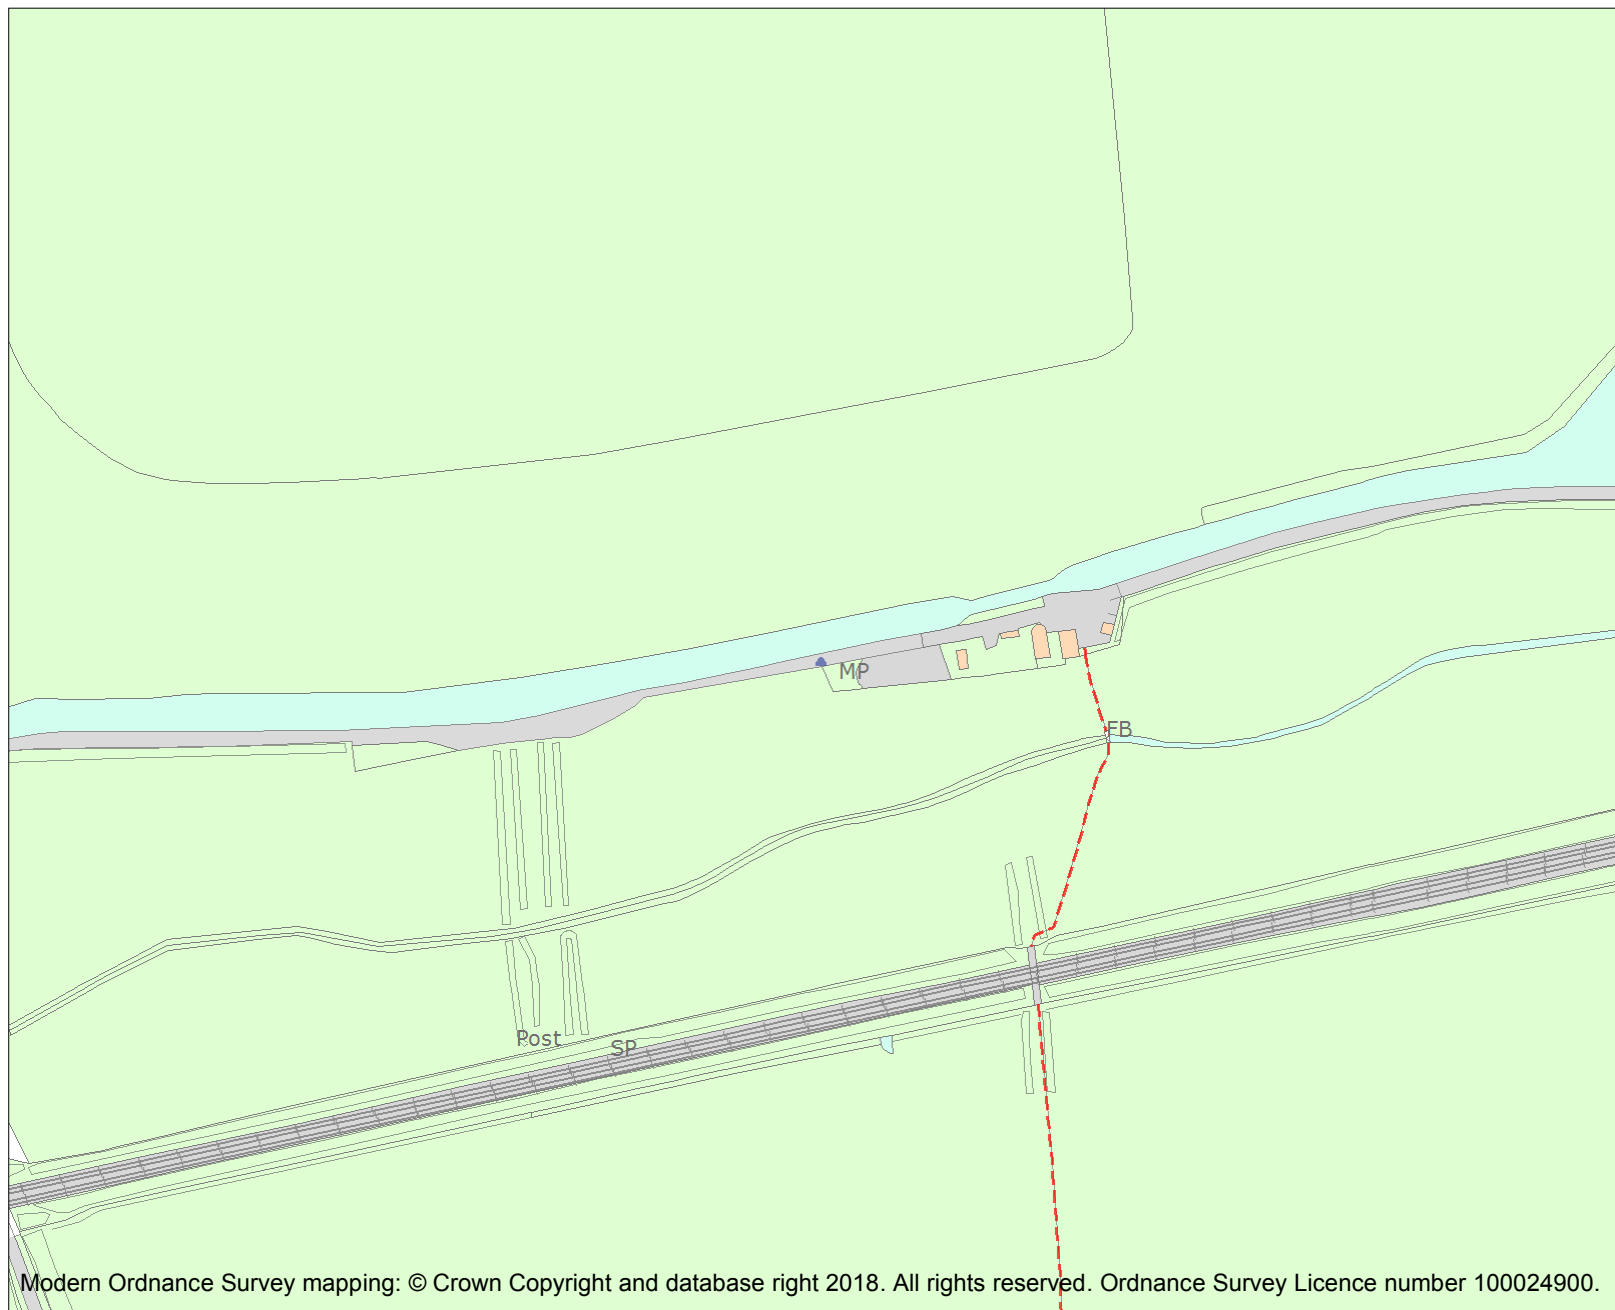 MP
FB
Post
SP
Modern Ordnance Survey mapping: © Crown Copyright and database right 2018. All rights reserved. Ordnance Survey Licence number 100024900.